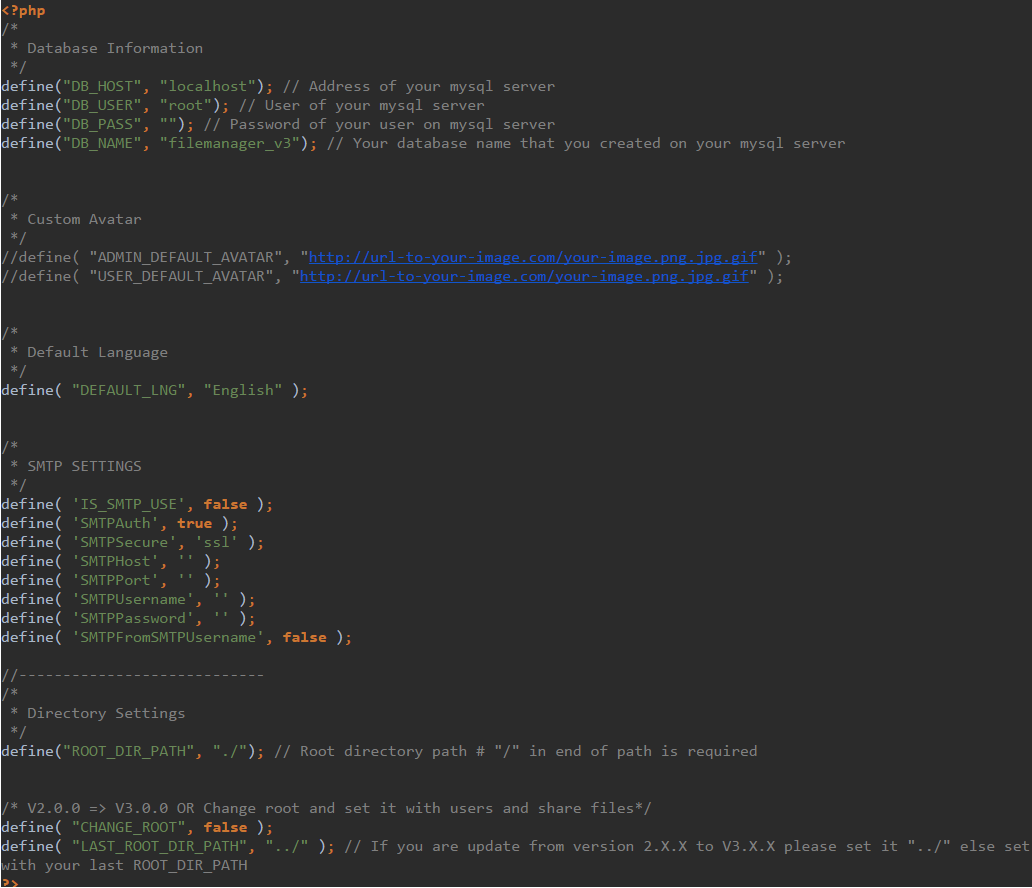 <?php
/*
 * Database Information
 */
define("DB_HOST", "localhost"); // Address of your mysql server
define("DB_USER", "root"); // User of your mysql server
define("DB_PASS", ""); // Password of your user on mysql server
define("DB_NAME", "filemanager_v3"); // Your database name that you created on your mysql server
/*
 * Custom Avatar
 */
//define( "ADMIN_DEFAULT_AVATAR", "http://url-to-your-image.com/your-image.png.jpg.gif" );
//define( "USER_DEFAULT_AVATAR", "http://url-to-your-image.com/your-image.png.jpg.gif" );
/*
 * Default Language
 */
define( "DEFAULT_LNG", "English" );
/*
 * SMTP SETTINGS
 */
define( 'IS_SMTP_USE', false );
define( 'SMTPAuth', true );
define( 'SMTPSecure', 'ssl' );
define( 'SMTPHost', '' );
define( 'SMTPPort', '' );
define( 'SMTPUsername', '' );
define( 'SMTPPassword', '' );
define( 'SMTPFromSMTPUsername', false );
//----------------------------
/*
 * Directory Settings
 */
define("ROOT_DIR_PATH", "./"); // Root directory path # "/" in end of path is required
/* V2.0.0 => V3.0.0 OR Change root and set it with users and share files*/
define( "CHANGE_ROOT", false );
define( "LAST_ROOT_DIR_PATH", "../" ); // If you are update from version 2.X.X to V3.X.X please set it "../" else set
with your last ROOT_DIR_PATH
?>